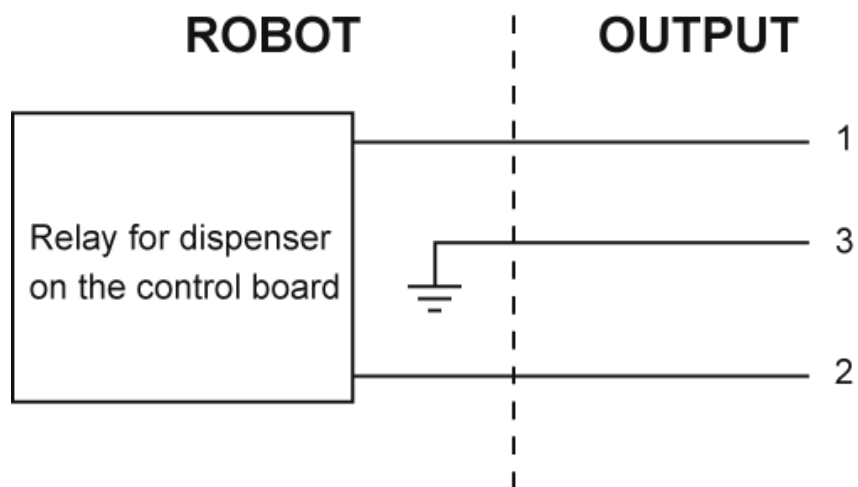 ROBOT
OUTPUT
1
Relay for dispenser
on the control board
3
2